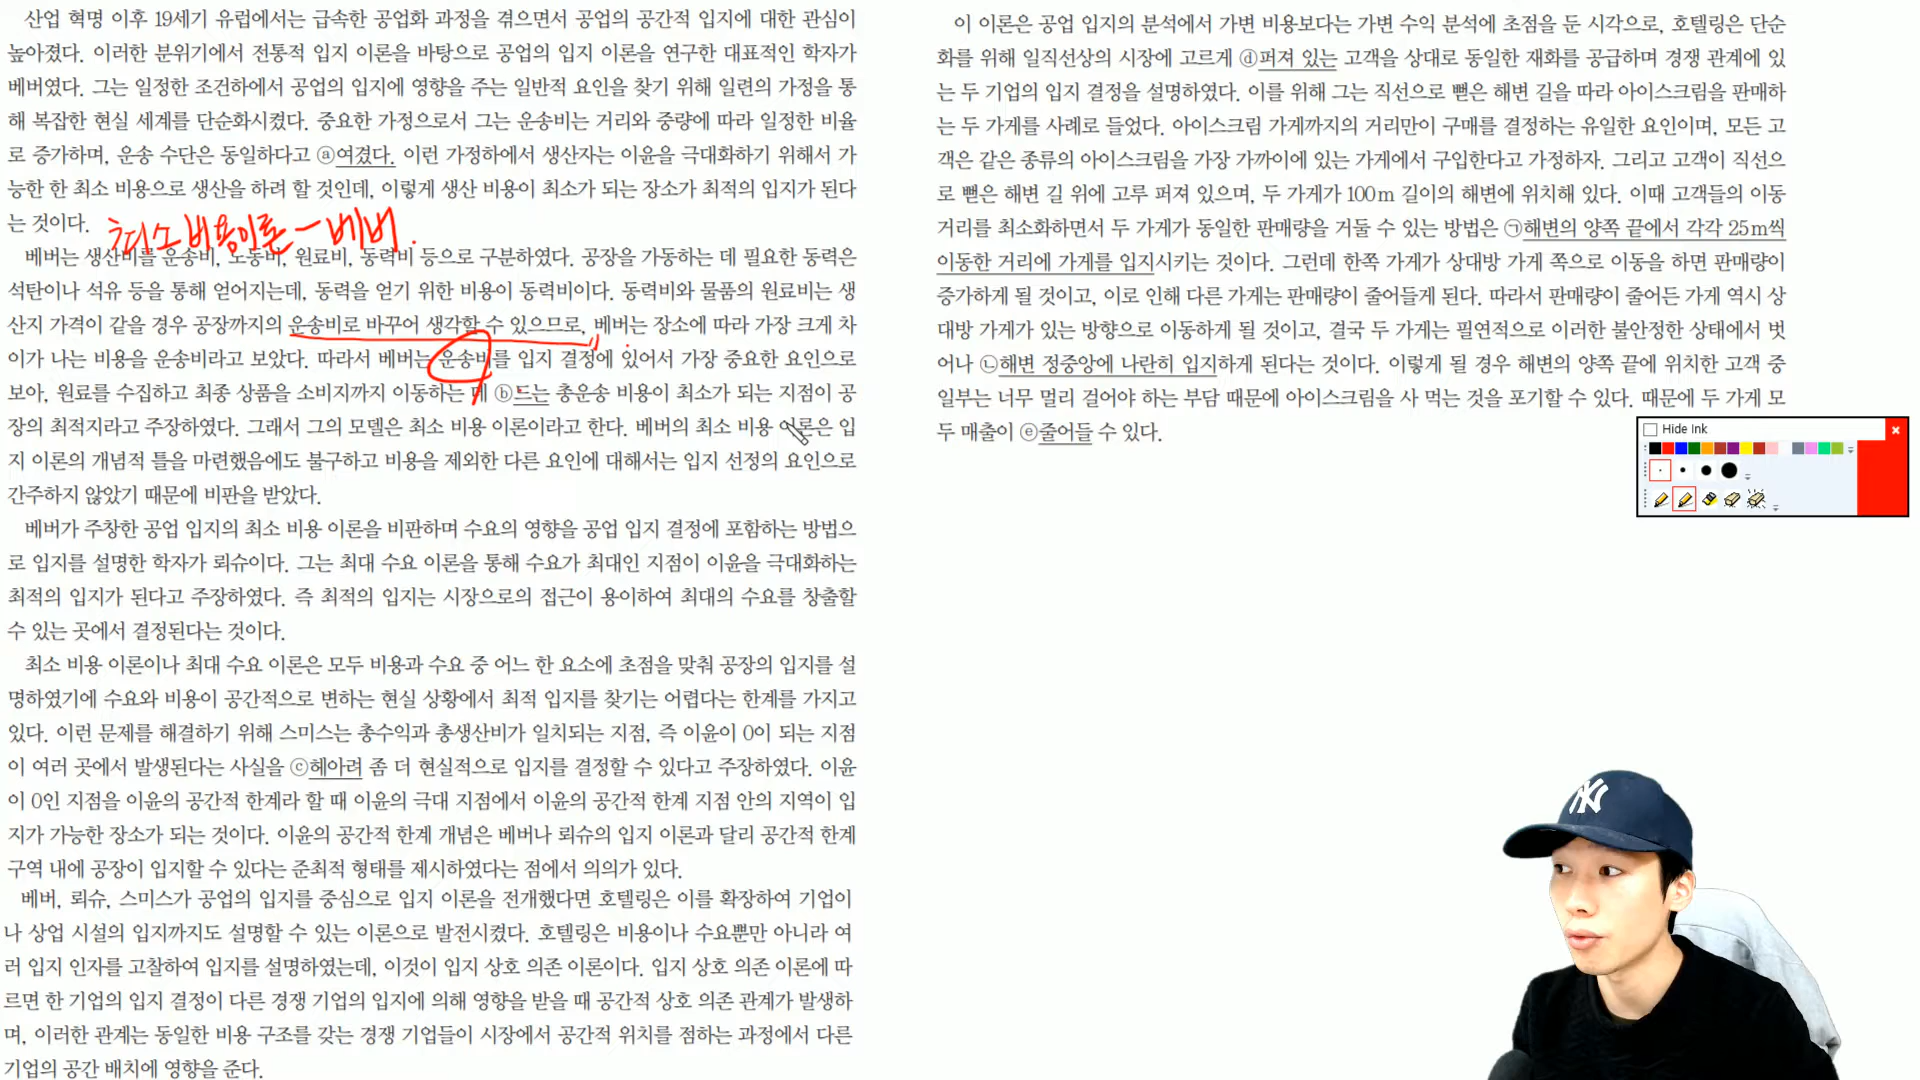 산업 혁명 이후 19세기 유럽에서는 급속한 공업화 과정을 겪으면서 공업의 공간적 입지에 대한 관심이
높아졌다. 이러한 분위기에서 전통적 입지 이론을 바탕으로 공업의 입지 이론을 연구한 대표적인 학자가
베버였다. 그는 일정한 조건하에서 공업의 입지에 영향을 주는 일반적 요인을 찾기 위해 일련의 가정을 통
해 복잡한 현실 세계를 단순화시켰다. 중요한 가정으로서 그는 운송비는 거리와 중량에 따라 일정한 비율
로 증가하며, 운송 수단은 동일하다고 ⓐ여겼다. 이런 가정하에서 생산자는 이윤을 극대화하기 위해서 가
능한 한 최소 비용으로 생산을 하려 할 것인데, 이렇게 생산 비용이 최소가 되는 장소가 최적의 입지가 된다
는 것이다.
최소 비용이론-베버.
베버는 생산비를 운송비, 노동비, 원료비, 동력비 등으로 구분하였다. 공장을 가동하는 데 필요한 동력은
석탄이나 석유 등을 통해 얻어지는데, 동력을 얻기 위한 비용이 동력비이다. 동력비와 물품의 원료비는 생
산지 가격이 같을 경우 공장까지의 운송비로 바꾸어 생각할 수 있으므로, 베버는 장소에 따라 가장 크게 차
이가 나는 비용을 운송비라고 보았다. 따라서 베버는 운송비를 입지 결정에 있어서 가장 중요한 요인으로
보아, 원료를 수집하고 최종 상품을 소비지까지 이동하는 데 ⓑ드는 총운송 비용이 최소가 되는 지점이 공
장의 최적지라고 주장하였다. 그래서 그의 모델은 최소 비용 이론이라고 한다. 베버의 최소 비용 이론은 입
지 이론의 개념적 틀을 마련했음에도 불구하고 비용을 제외한 다른 요인에 대해서는 입지 선정의 요인으로
간주하지 않았기 때문에 비판을 받았다.
베버가 주창한 공업 입지의 최소 비용 이론을 비판하며 수요의 영향을 공업 입지 결정에 포함하는 방법으
로 입지를 설명한 학자가 뢰슈이다. 그는 최대 수요 이론을 통해 수요가 최대인 지점이 이윤을 극대화하는
최적의 입지가 된다고 주장하였다. 즉 최적의 입지는 시장으로의 접근이 용이하여 최대의 수요를 창출할
수 있는 곳에서 결정된다는 것이다.
최소 비용 이론이나 최대 수요 이론은 모두 비용과 수요 중 어느 한 요소에 초점을 맞춰 공장의 입지를 설
명하였기에 수요와 비용이 공간적으로 변하는 현실 상황에서 최적 입지를 찾기는 어렵다는 한계를 가지고
있다. 이런 문제를 해결하기 위해 스미스는 총수익과 총생산비가 일치되는 지점, 즉 이윤이 0이 되는 지점
이 여러 곳에서 발생된다는 사실을 ⓒ헤아려 좀 더 현실적으로 입지를 결정할 수 있다고 주장하였다. 이윤
이 0인 지점을 이윤의 공간적 한계라 할 때 이윤의 극대 지점에서 이윤의 공간적 한계 지점 안의 지역이 입
지가 가능한 장소가 되는 것이다. 이윤의 공간적 한계 개념은 베버나 뢰슈의 입지 이론과 달리 공간적 한계
구역 내에 공장이 입지할 수 있다는 준최적 형태를 제시하였다는 점에서 의의가 있다.
베버, 뢰슈, 스미스가 공업의 입지를 중심으로 입지 이론을 전개했다면 호텔링은 이를 확장하여 기업이
나 상업 시설의 입지까지도 설명할 수 있는 이론으로 발전시켰다. 호텔링은 비용이나 수요뿐만 아니라 여
러 입지 인자를 고찰하여 입지를 설명하였는데, 이것이 입지 상호 의존 이론이다. 입지 상호 의존 이론에 따
르면 한 기업의 입지 결정이 다른 경쟁 기업의 입지에 의해 영향을 받을 때 공간적 상호 의존 관계가 발생하
며, 이러한 관계는 동일한 비용 구조를 갖는 경쟁 기업들이 시장에서 공간적 위치를 점하는 과정에서 다른
기업의 공간 배치에 영향을 준다.
이 이론은 공업 입지의 분석에서 가변 비용보다는 가변 수익 분석에 초점을 둔 시각으로, 호텔링은 단순
화를 위해 일직선상의 시장에 고르게 ⓓ퍼져 있는 고객을 상대로 동일한 재화를 공급하며 경쟁 관계에 있
는 두 기업의 입지 결정을 설명하였다. 이를 위해 그는 직선으로 뻗은 해변 길을 따라 아이스크림을 판매하
는 두 가게를 사례로 들었다. 아이스크림 가게까지의 거리만이 구매를 결정하는 유일한 요인이며, 모든 고
객은 같은 종류의 아이스크림을 가장 가까이에 있는 가게에서 구입한다고 가정하자. 그리고 고객이 직선으
로 뻗은 해변 길 위에 고루 퍼져 있으며, 두 가게가 100m 길이의 해변에 위치해 있다. 이때 고객들의 이동
거리를 최소화하면서 두 가게가 동일한 판매량을 거둘 수 있는 방법은 ㉠해변의 양쪽 끝에서 각각 25m씩
이동한 거리에 가게를 입지시키는 것이다. 그런데 한쪽 가게가 상대방 가게 쪽으로 이동을 하면 판매량이
증가하게 될 것이고, 이로 인해 다른 가게는 판매량이 줄어들게 된다. 따라서 판매량이 줄어든 가게 역시 상
대방 가게가 있는 방향으로 이동하게 될 것이고, 결국 두 가게는 필연적으로 이러한 불안정한 상태에서 벗
어나 ㉡해변 정중앙에 나란히 입지하게 된다는 것이다. 이렇게 될 경우 해변의 양쪽 끝에 위치한 고객 중
일부는 너무 멀리 걸어야 하는 부담 때문에 아이스크림을 사 먹는 것을 포기할 수 있다. 때문에 두 가게 모
두 매출이 ⓔ줄어들 수 있다.
Hide Ink
NY